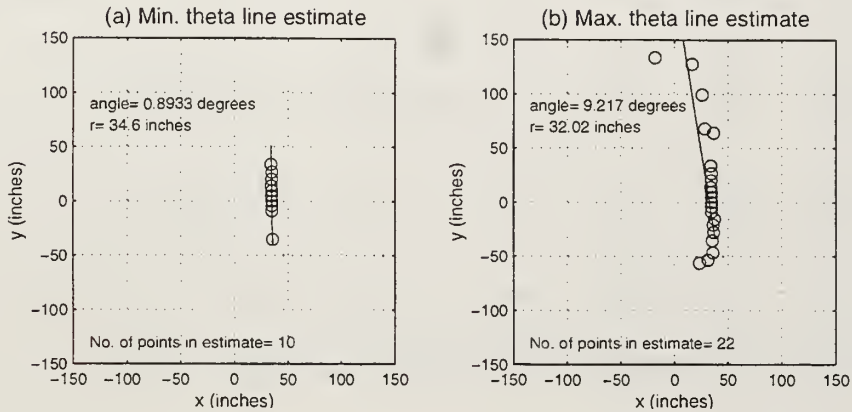 (a) Min. theta line estimate
150
100
50
0
−50
−100
−150
y (inches)
angle= 0.8933 degrees
r= 34.6 inches
No. of points in estimate= 10
−150 −100 −50 0 50 100 150
x (inches)
(b) Max. theta line estimate
150
100
50
0
−50
−100
−150
y (inches)
angle= 9.217 degrees
r= 32.02 inches
No. of points in estimate= 22
−150 −100 −50 0 50 100 150
x (inches)